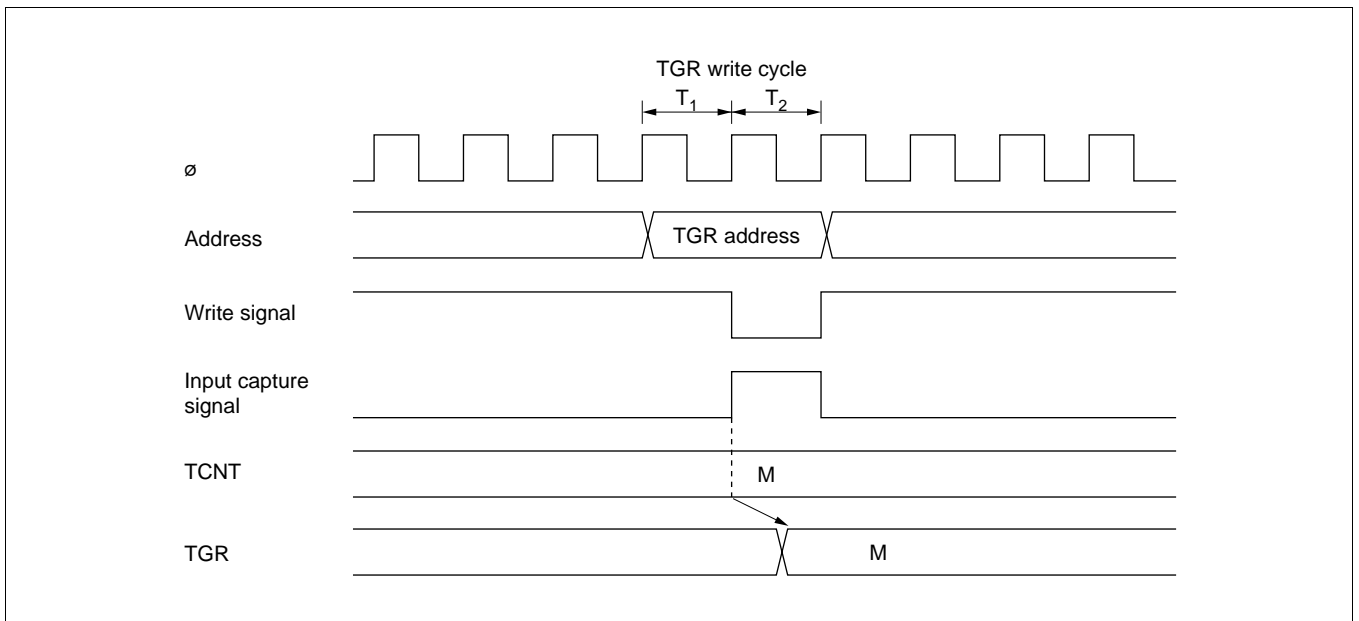 TGR write cycle
T1 T2
ø
Address
TGR address
Write signal
Input capture
signal
TCNT
M
TGR
M